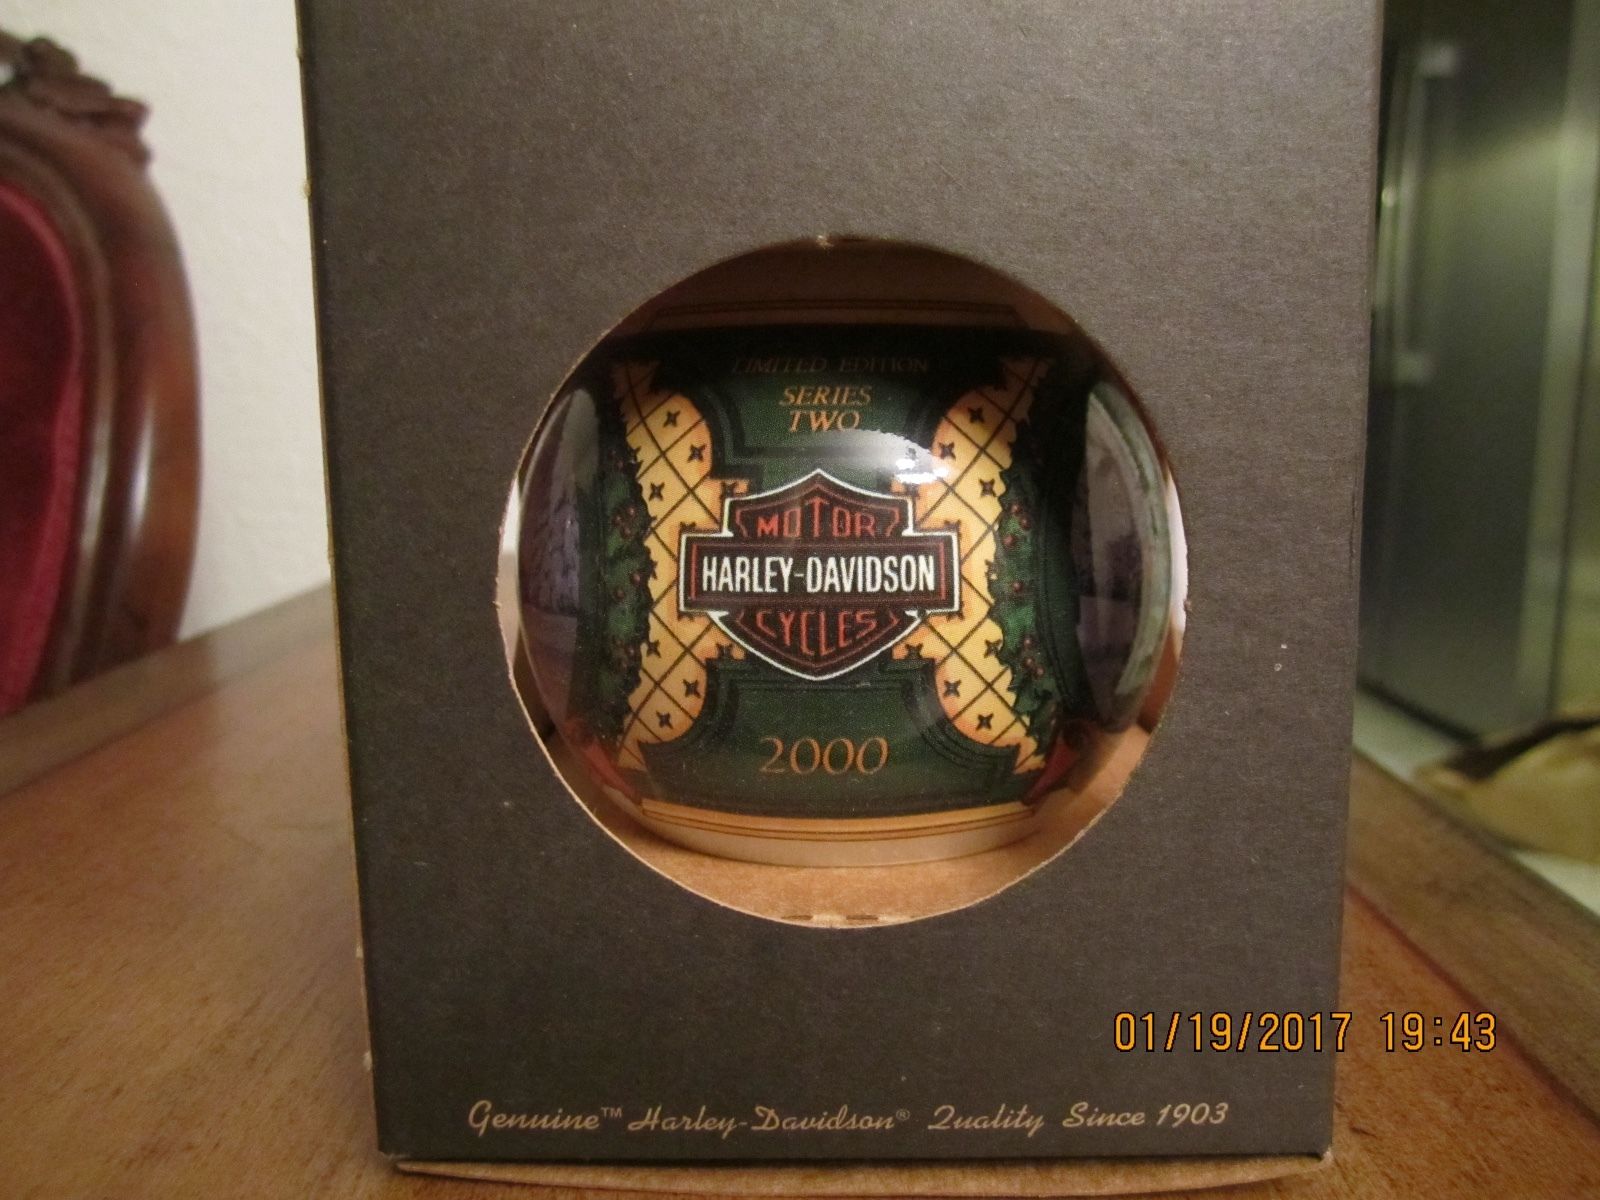 LIMITED EDITION
SERIES
TWO
MOTOR
HARLEY-DAVIDSON
CYCLES
2000
01/19/2017 19:43
Genuine™ Harley-Davidson® Quality Since 1903